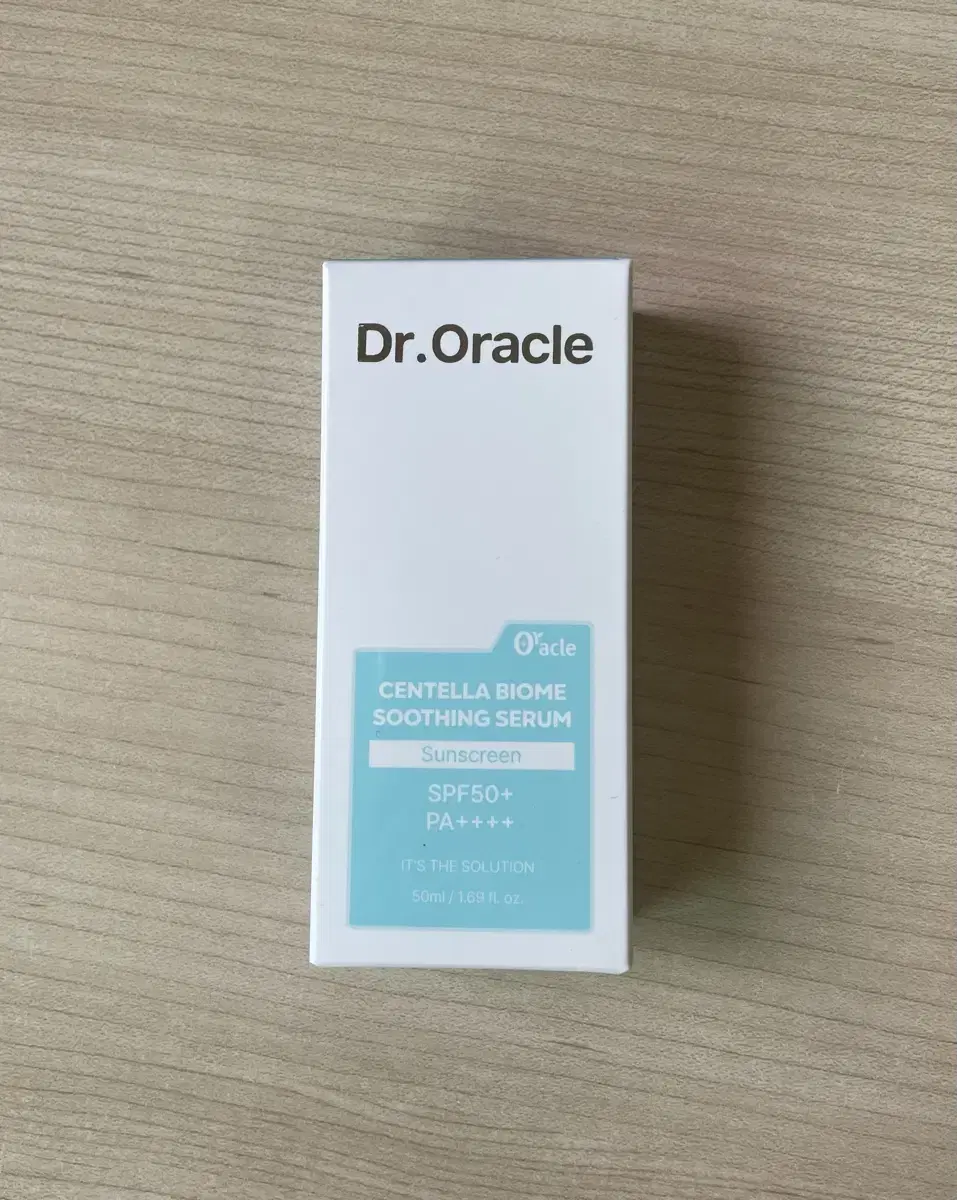 Dr.Oracle
Oracle
CENTELLA BIOME
SOOTHING SERUM
Sunscreen
SPF50+
PA++++
IT'S THE SOLUTION
50ml / 1.69 fl. oz.